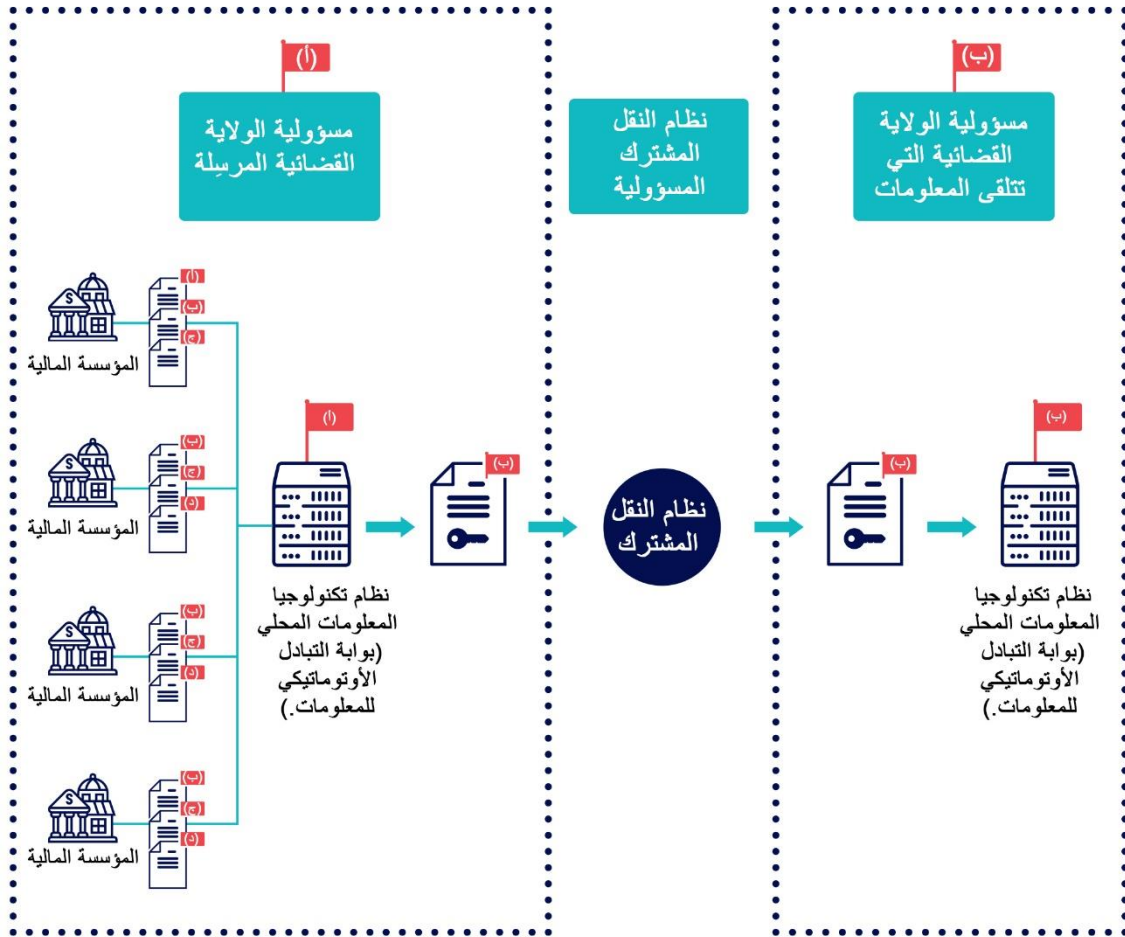 (أ)
مسؤولية الولاية
القضائية المرسِلة
نظام النقل
المشترك
المسؤولية
(ب)
مسؤولية الولاية
القضائية التي
تتلقى المعلومات
(أ)
(ب)
(ج)
المؤسسة المالية
(ب)
(ج)
(د)
المؤسسة المالية
(ب)
(ج)
(د)
المؤسسة المالية
(ب)
(ج)
(د)
المؤسسة المالية
(أ)
نظام تكنولوجيا
المعلومات المحلي
(بوابة التبادل
الأوتوماتيكي
للمعلومات.)
(ب)
نظام النقل
المشترك
(ب)
(ب)
نظام تكنولوجيا
المعلومات المحلي
(بوابة التبادل
الأوتوماتيكي
للمعلومات.)